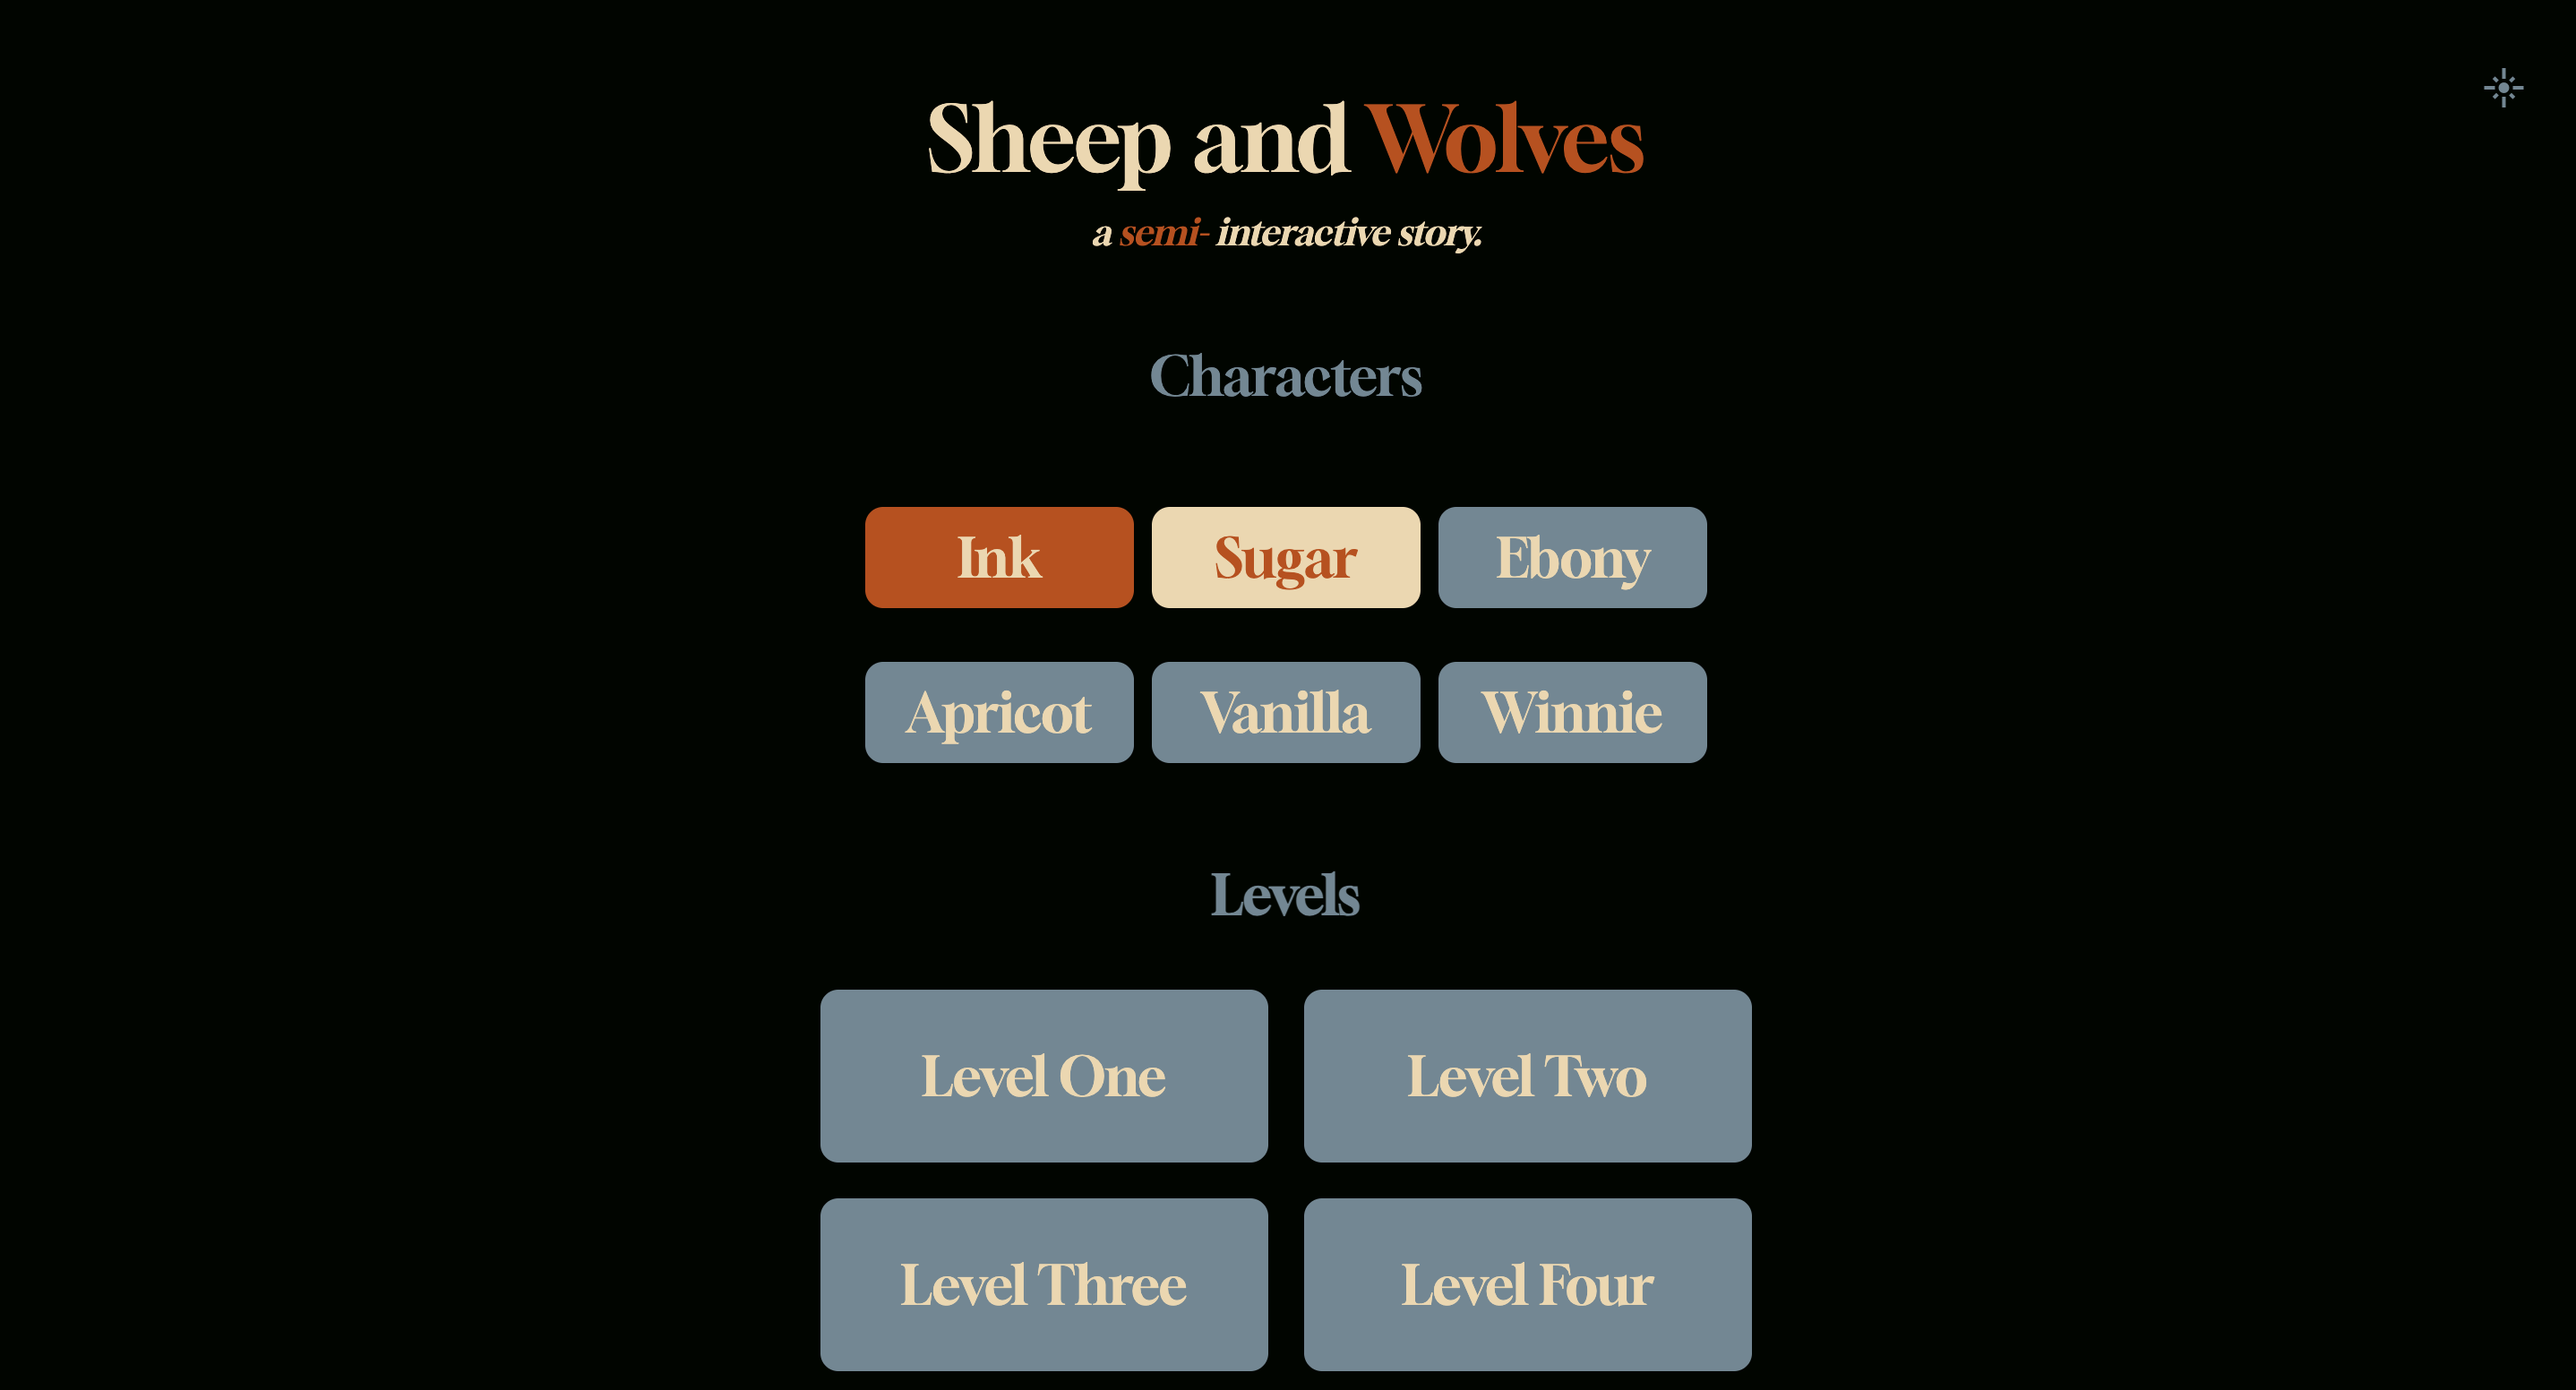 Sheep and Wolves
a semi- interactive story.
Characters
Ink Sugar Ebony
Apricot Vanilla Winnie
Levels
Level One Level Two
Level Three Level Four